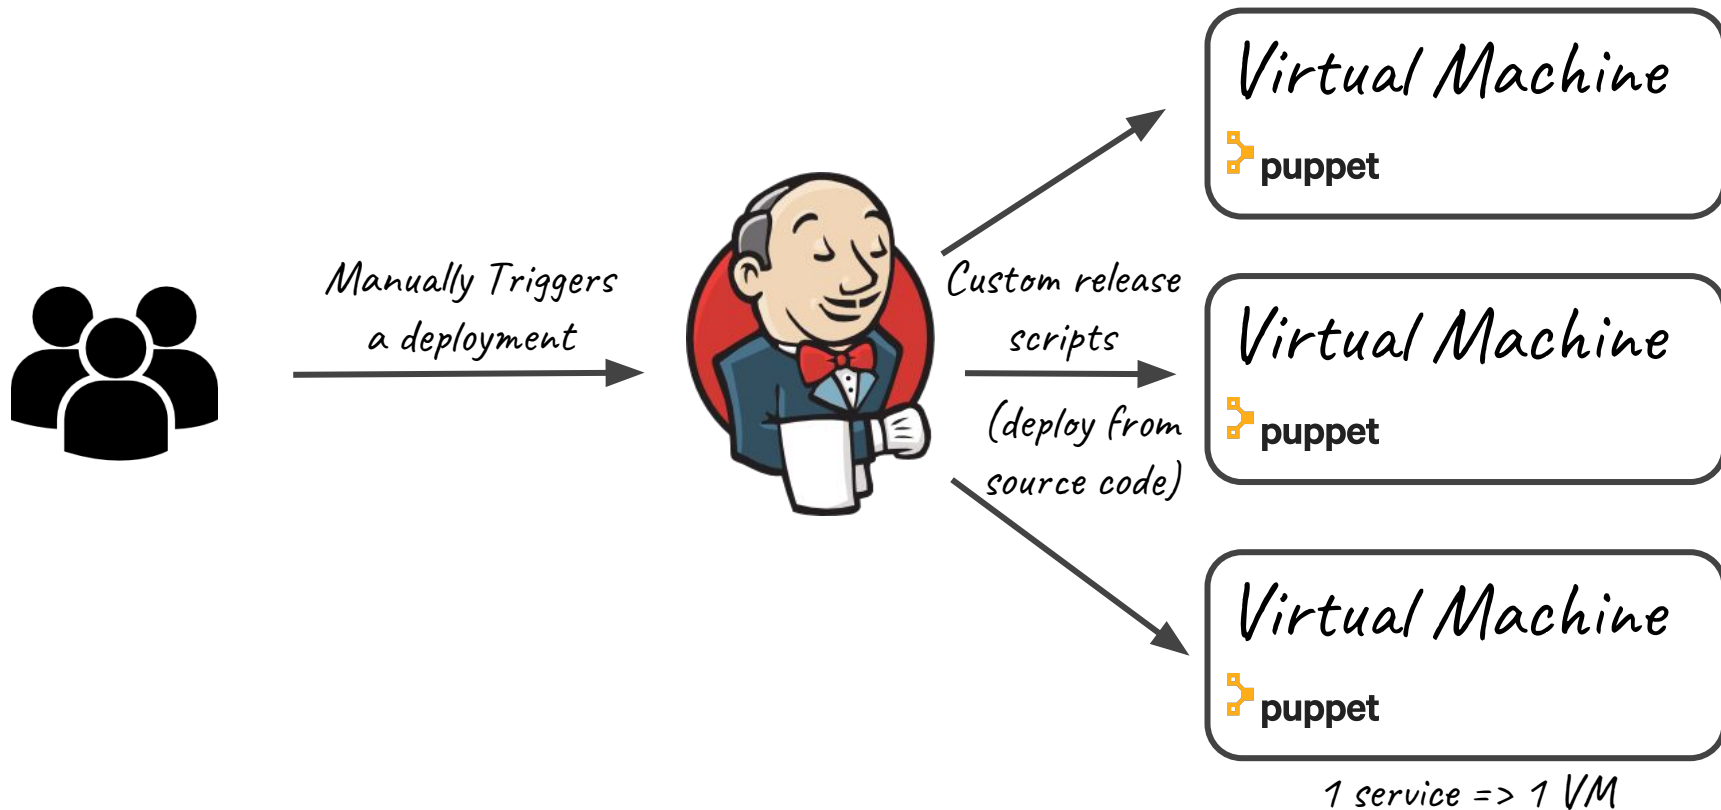 Manually Triggers
a deployment
Custom release
scripts
(deploy from
source code)
Virtual Machine
puppet
Virtual Machine
puppet
Virtual Machine
puppet
1 service => 1 VM